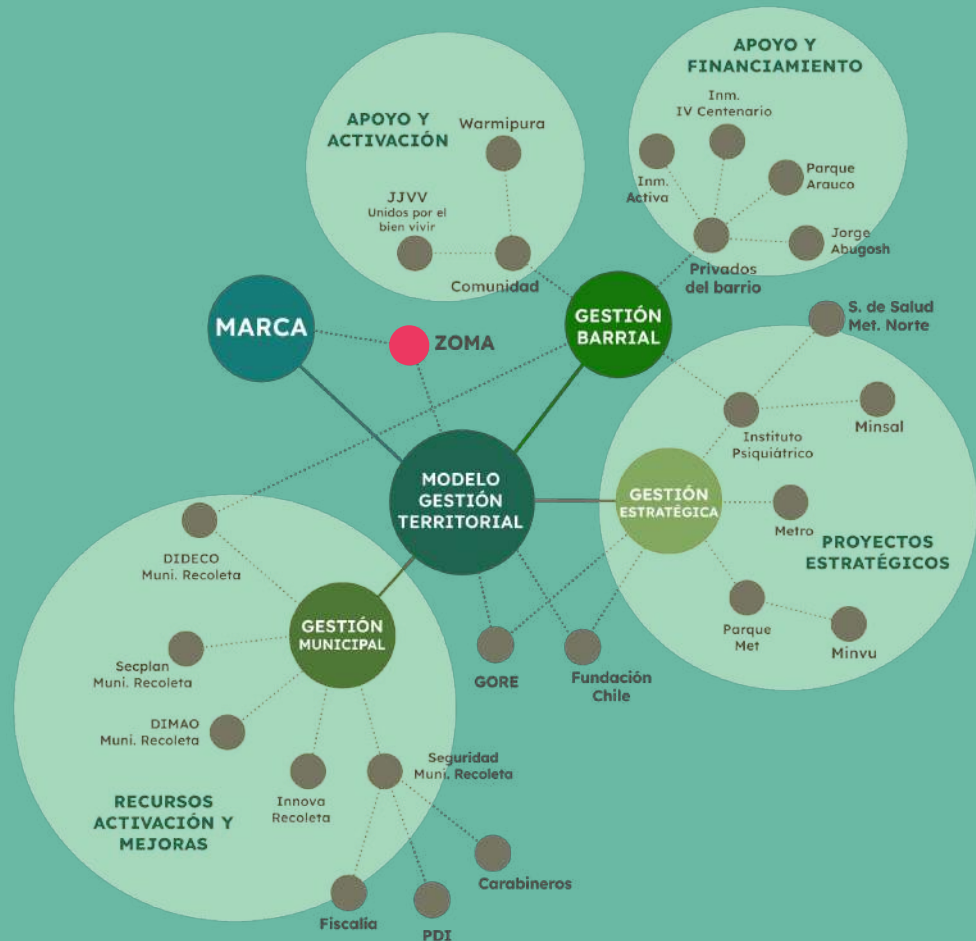 APOYO Y
FINANCIAMIENTO
Inm.
IV Centenario
Inm.
Activa
Parque
Arauco
Jorge
Abugosh
Privados
del barrio
APOYO Y
ACTIVACIÓN
Warmipura
JJVV
Unidos por el
bien vivir
Comunidad
MARCA
ZOMA
GESTIÓN
BARRIAL
S. de Salud
Met. Norte
Instituto
Psiquiátrico
Minsal
MODELO
GESTIÓN
TERRITORIAL
GESTIÓN
ESTRATÉGICA
Metro
PROYECTOS
ESTRATÉGICOS
Parque
Met
Minvu
DIDECO
Muni. Recoleta
GESTIÓN
MUNICIPAL
Secplan
Muni. Recoleta
DIMAO
Muni. Recoleta
GORE
Fundación
Chile
Innova
Recoleta
Seguridad
Muni. Recoleta
RECURSOS
ACTIVACIÓN Y
MEJORAS
Fiscalía
PDI
Carabineros